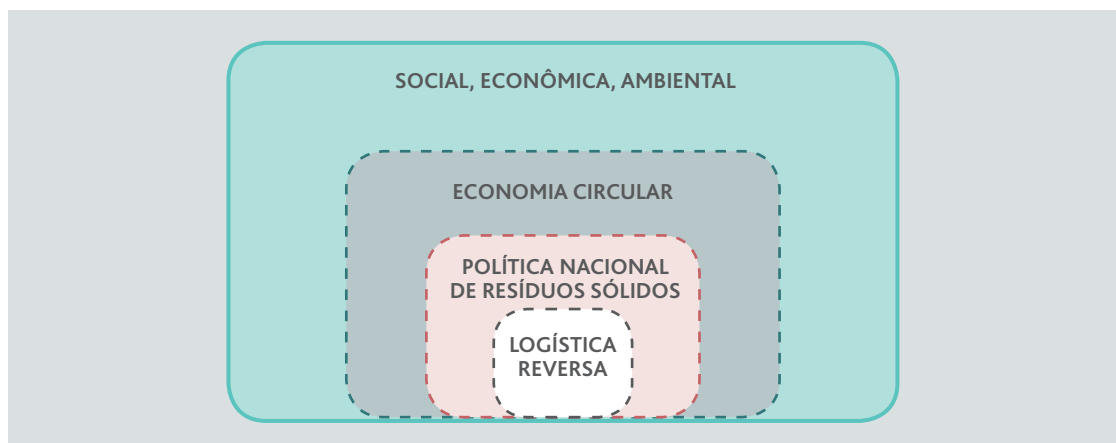 SOCIAL, ECONÔMICA, AMBIENTAL
ECONOMIA CIRCULAR
POLÍTICA NACIONAL
DE RESÍDUOS SÓLIDOS
LOGÍSTICA
REVERSA